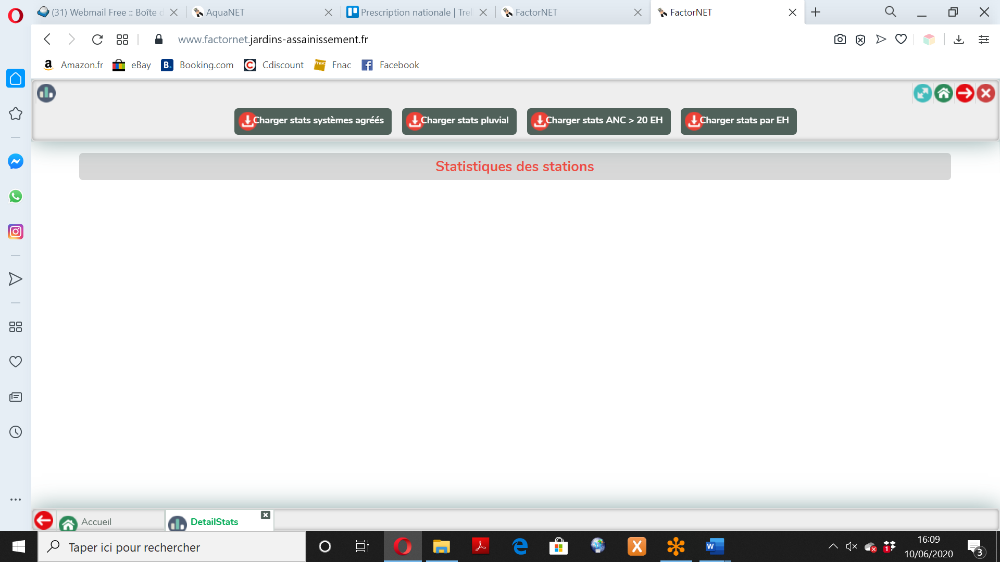 (31) Webmail Free :: Boîte d
AquaNET
Prescription nationale | Trel
FactorNET
FactorNET
www.factornet.jardins-assainissement.fr
Amazon.fr
eBay
Booking.com
Cdiscount
Fnac
Facebook
Charger stats systèmes agréés
Charger stats pluvial
Charger stats ANC > 20 EH
Charger stats par EH
Statistiques des stations
Accueil
DetailStats
Taper ici pour rechercher
16:09
10/06/2020
1
3